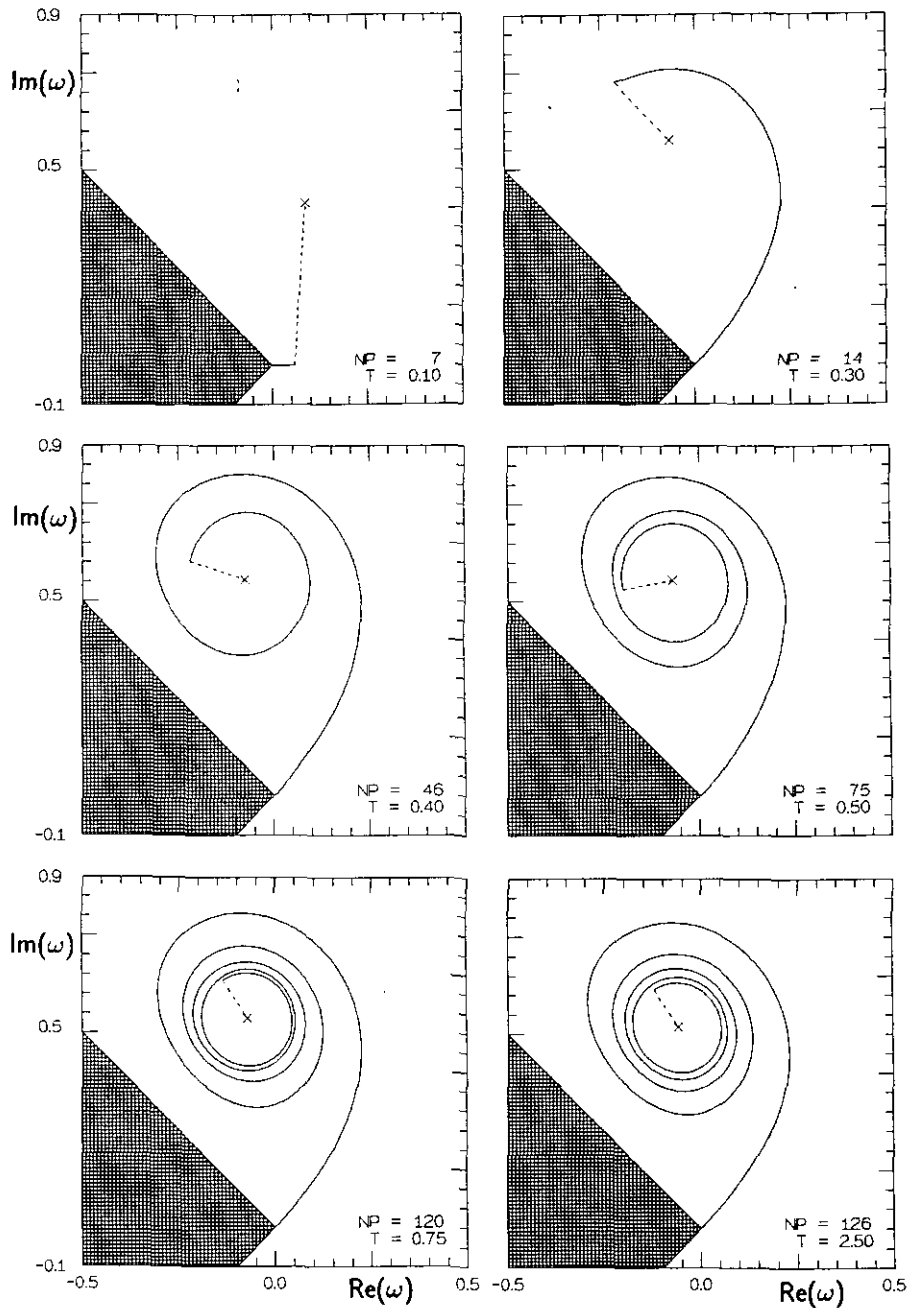 0.9
Im(ω)
0.5
NP = 7
T = 0.10
-0.1
NP = 14
T = 0.30
0.9
Im(ω)
0.5
NP = 46
T = 0.40
-0.1
NP = 75
T = 0.50
0.9
Im(ω)
0.5
NP = 120
T = 0.75
-0.1
NP = 126
T = 2.50
-0.5 0.0 0.5 -0.5 0.0 0.5
Re(ω) Re(ω)